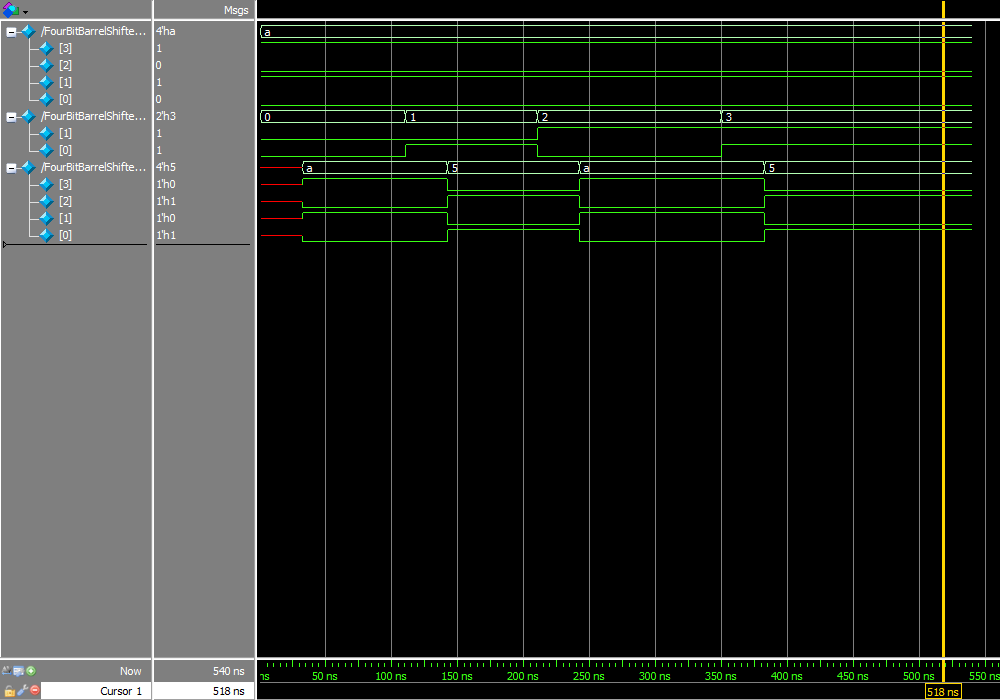 Msgs
/FourBitBarrelShifte... 4'ha a
[3] 1
[2] 0
[1] 1
[0] 0
/FourBitBarrelShifte... 2'h3 0 1 2 3
[1] 1
[0] 1
/FourBitBarrelShifte... 4'h5 a 5 a 5
[3] 1'h0
[2] 1'h1
[1] 1'h0
[0] 1'h1
Now 540 ns ns 50 ns 100 ns 150 ns 200 ns 250 ns 300 ns 350 ns 400 ns 450 ns 500 ns 550 ns
Cursor 1 518 ns 518 ns